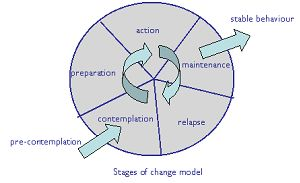 stable behaviour
action
preparation
maintenance
contemplation
relapse
pre-contemplation
Stages of change model